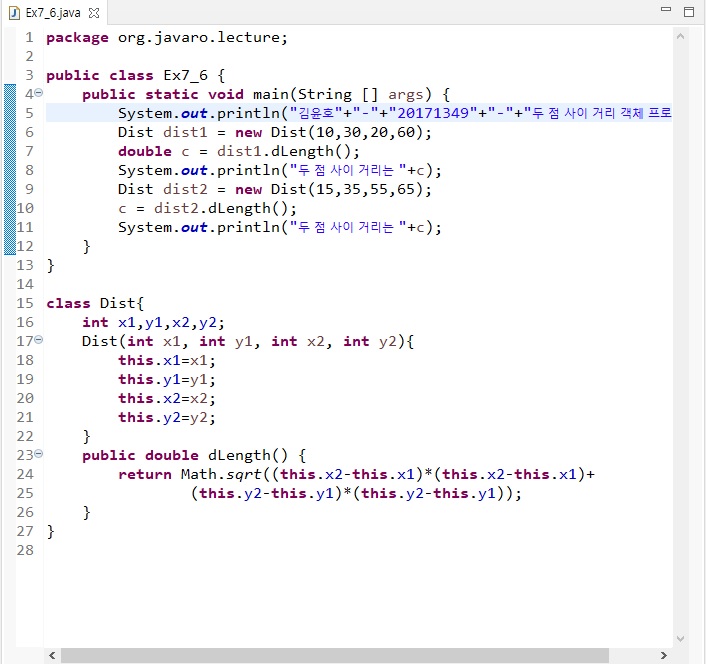 Ex7_6.java
1 package org.javaro.lecture;
2
3 public class Ex7_6 {
4     public static void main(String [] args) {
5         System.out.println("김윤호"+"-"+"20171349"+"-"+"두 점 사이 거리 객체 프로
6         Dist dist1 = new Dist(10,30,20,60);
7         double c = dist1.dLength();
8         System.out.println("두 점 사이 거리는 "+c);
9         Dist dist2 = new Dist(15,35,55,65);
10         c = dist2.dLength();
11         System.out.println("두 점 사이 거리는 "+c);
12     }
13 }
14
15 class Dist{
16     int x1,y1,x2,y2;
17     Dist(int x1, int y1, int x2, int y2){
18         this.x1=x1;
19         this.y1=y1;
20         this.x2=x2;
21         this.y2=y2;
22     }
23     public double dLength() {
24         return Math.sqrt((this.x2-this.x1)*(this.x2-this.x1)+
25                 (this.y2-this.y1)*(this.y2-this.y1));
26     }
27 }
28